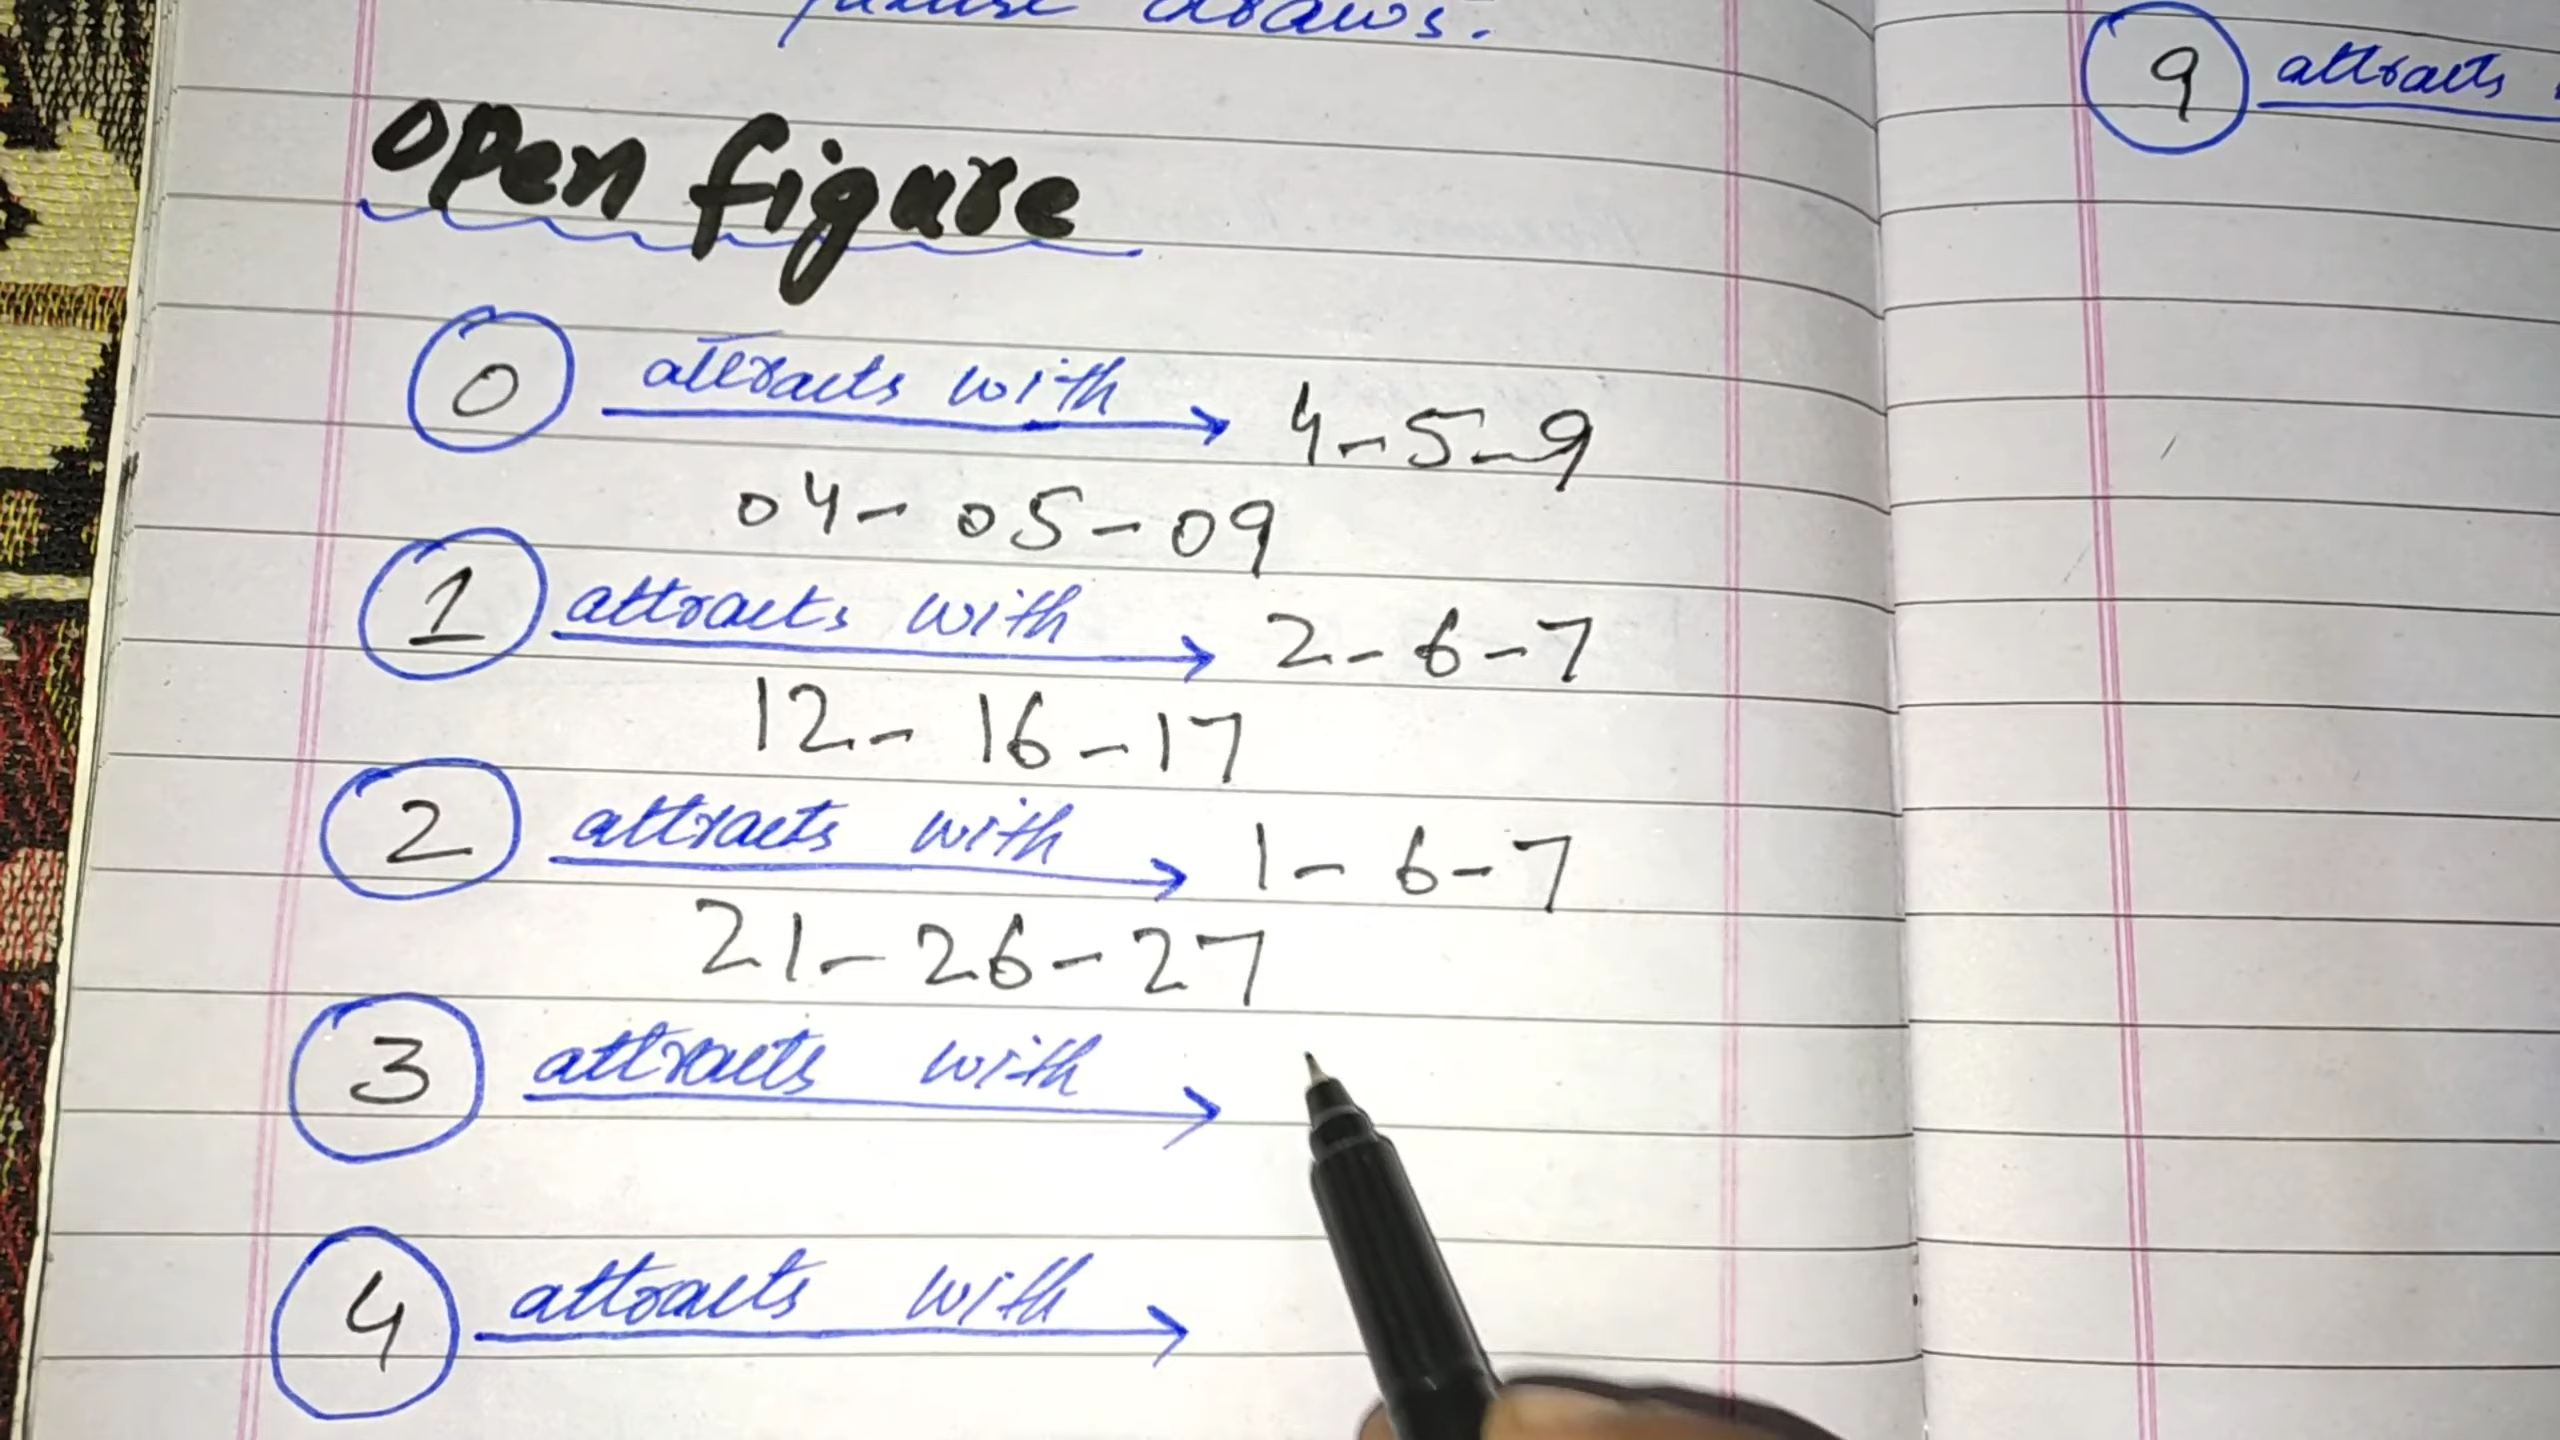 draws.
open figure
0 attracts with → 4-5-9
04-05-09
1 attracts with → 2-6-7
12-16-17
2 attracts with → 1-6-7
21-26-27
3 attracts with →
4 attracts with →
9 attracts